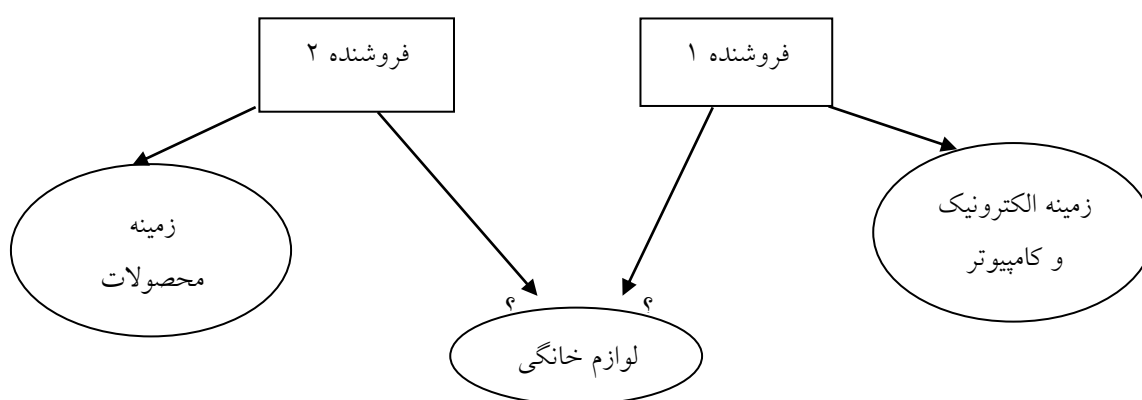 فروشنده ۱
فروشنده ۲
زمینه الکترونیک
و کامپیوتر
زمینه
محصولات
؟
؟
لوازم خانگی